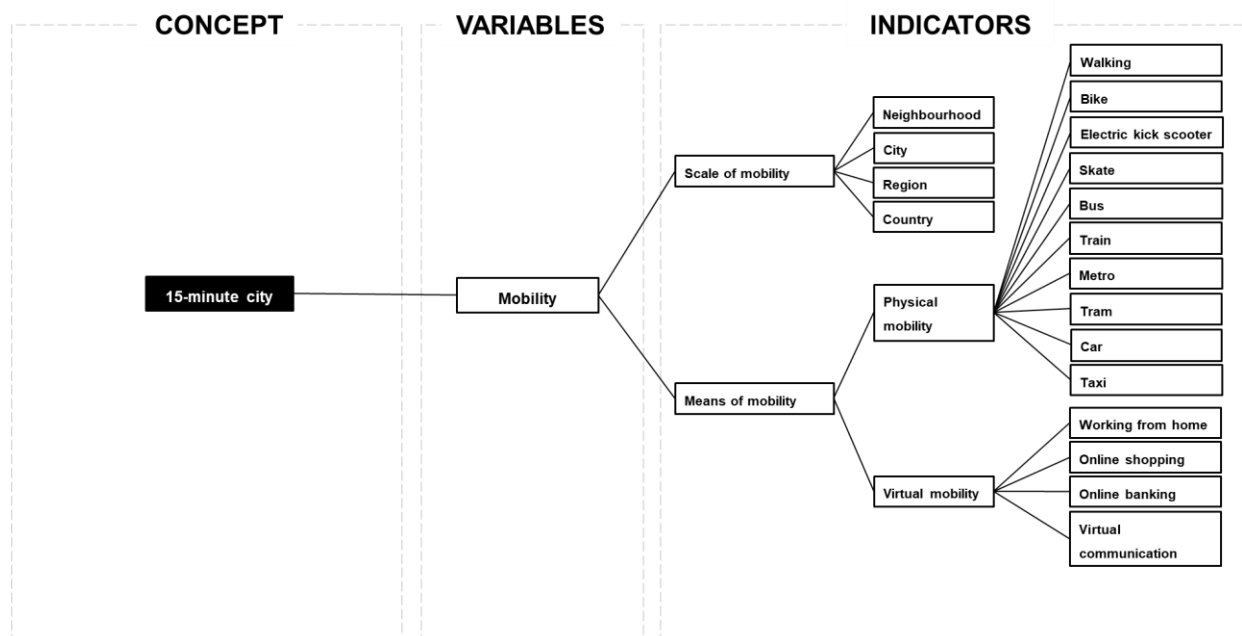 CONCEPT
VARIABLES
INDICATORS
15-minute city
Mobility
Scale of mobility
Neighbourhood
City
Region
Country
Means of mobility
Physical
mobility
Walking
Bike
Electric kick scooter
Skate
Bus
Train
Metro
Tram
Car
Taxi
Virtual mobility
Working from home
Online shopping
Online banking
Virtual
communication